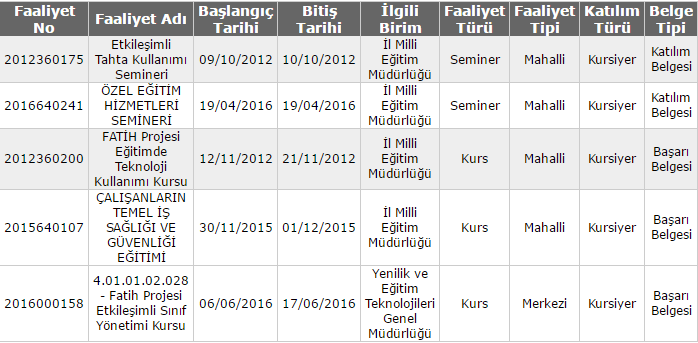 Faaliyet No Faaliyet Adı Başlangıç Tarihi Bitiş Tarihi İlgili Birim Faaliyet Türü Faaliyet Tipi Katılım Türü Belge Tipi
2012360175 Etkileşimli Tahta Kullanımı Semineri 09/10/2012 10/10/2012 İl Milli Eğitim Müdürlüğü Seminer Mahalli Kursiyer Katılım Belgesi
2016640241 ÖZEL EĞİTİM HİZMETLERİ SEMİNERİ 19/04/2016 19/04/2016 İl Milli Eğitim Müdürlüğü Seminer Mahalli Kursiyer Katılım Belgesi
2012360200 FATİH Projesi Eğitimde Teknoloji Kullanımı Kursu 12/11/2012 21/11/2012 İl Milli Eğitim Müdürlüğü Kurs Mahalli Kursiyer Başarı Belgesi
2015640107 ÇALIŞANLARIN TEMEL İŞ SAĞLIĞI VE GÜVENLİĞİ EĞİTİMİ 30/11/2015 01/12/2015 İl Milli Eğitim Müdürlüğü Kurs Mahalli Kursiyer Başarı Belgesi
2016000158 4.01.01.02.028 - Fatih Projesi Etkileşimli Sınıf Yönetimi Kursu 06/06/2016 17/06/2016 Yenilik ve Eğitim Teknolojileri Genel Müdürlüğü Kurs Merkezi Kursiyer Başarı Belgesi